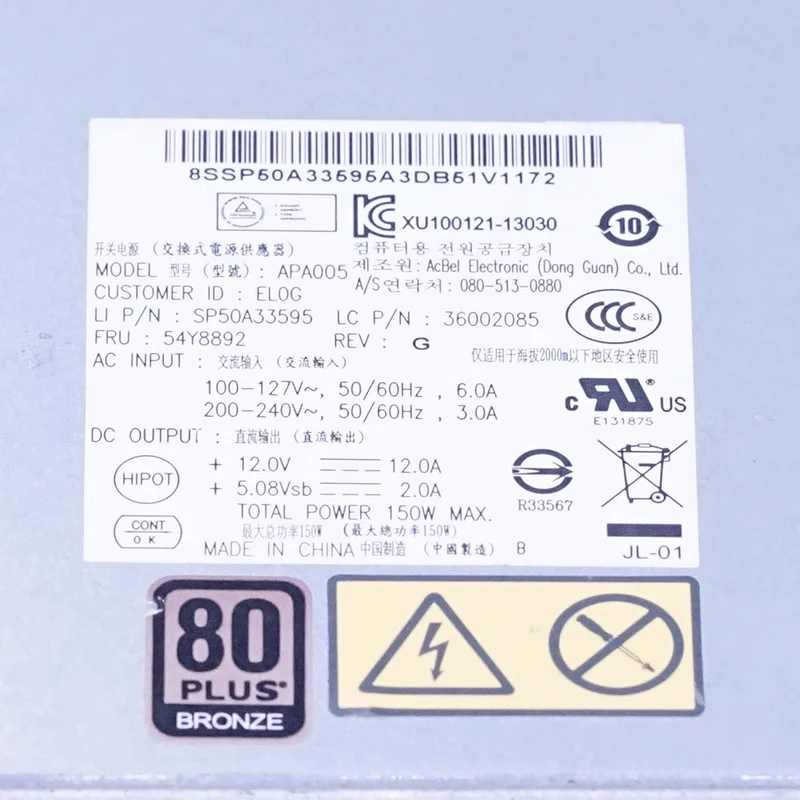 8SSP50A33595A3DB51V1172
XU100121-13030
10
开关电源 (交换式電源供應器)
컴퓨터용 전원공급장치
MODEL 型号 (型號): APA005
제조원: AcBel Electronic (Dong Guan) Co., Ltd.
CUSTOMER ID : ELOG
A/S연락처: 080-513-0880
LI P/N : SP50A33595 LC P/N : 36002085
CCC S&E
FRU : 54Y8892 REV : G
仅适用于海拔2000m以下地区安全使用
AC INPUT : 交流输入 (交流輸入)
100-127V~, 50/60Hz , 6.0A
200-240V~, 50/60Hz , 3.0A
c RU ® US
E131875
DC OUTPUT : 直流输出 (直流輸出)
HIPOT
+ 12.0V 12.0A
+ 5.08Vsb 2.0A
R33567
TOTAL POWER 150W MAX.
CONT
OK
最大总功率150W (最大總功率150W)
MADE IN CHINA 中国制造 (中國製造) B
JL-01
80
PLUS®
BRONZE